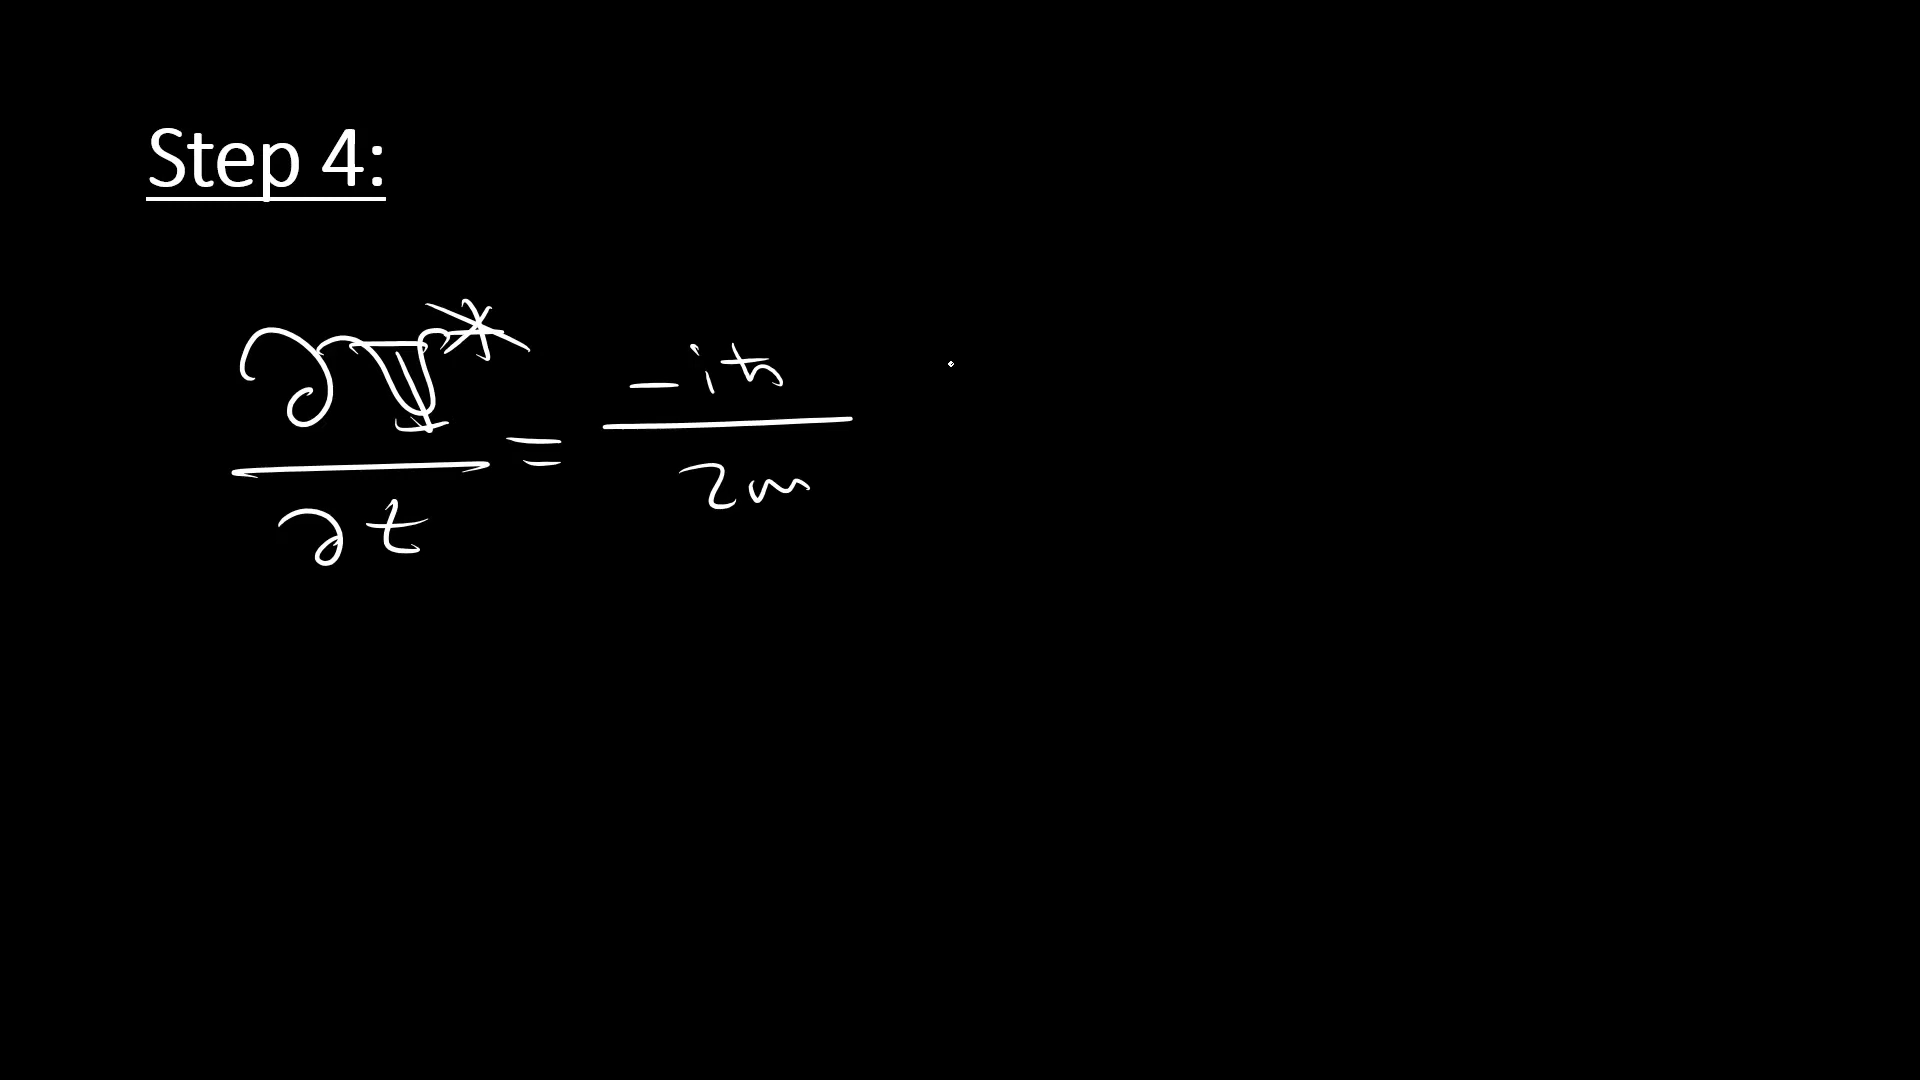 Step 4:
∂Ψ*/∂t = -iħ/2m